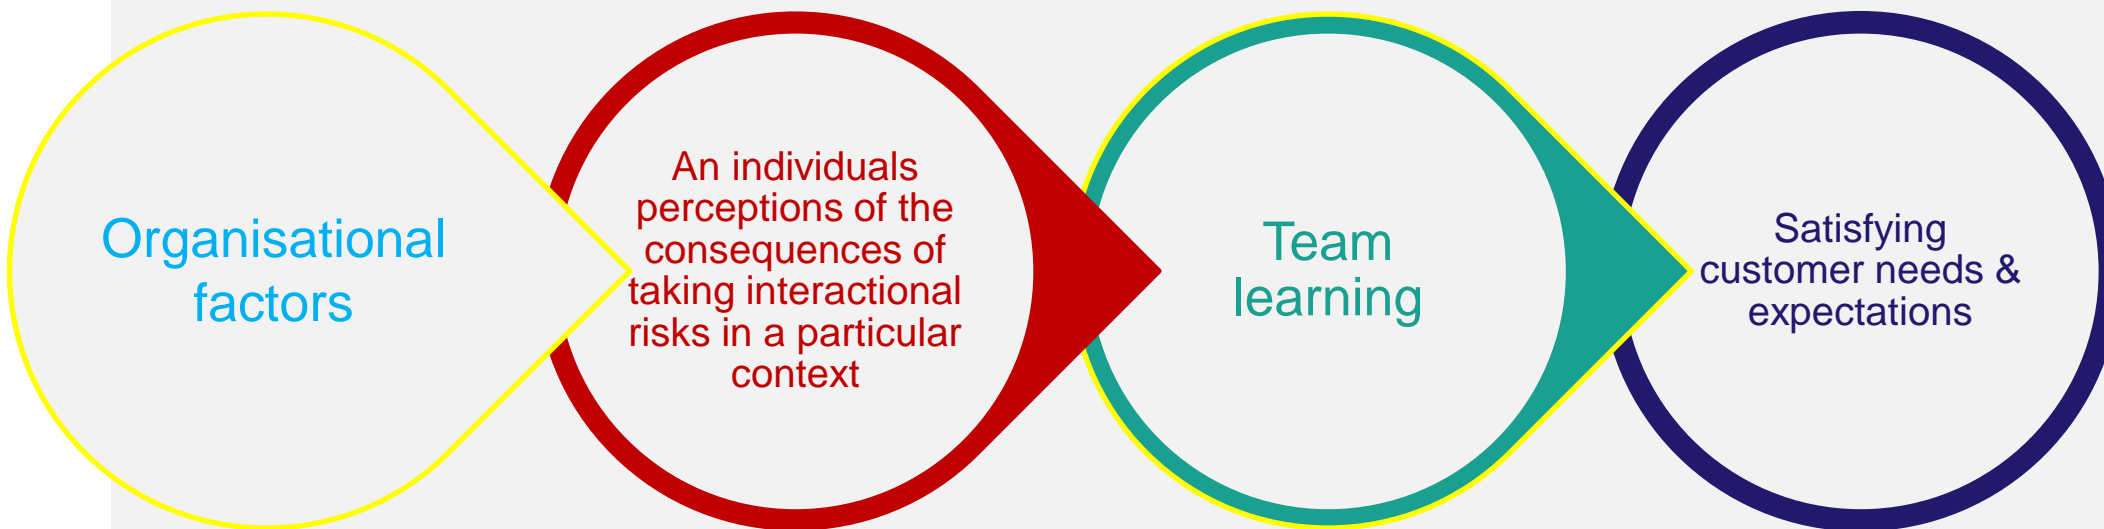 Organisational
factors
An individuals
perceptions of the
consequences of
taking interactional
risks in a particular
context
Team
learning
Satisfying
customer needs &
expectations